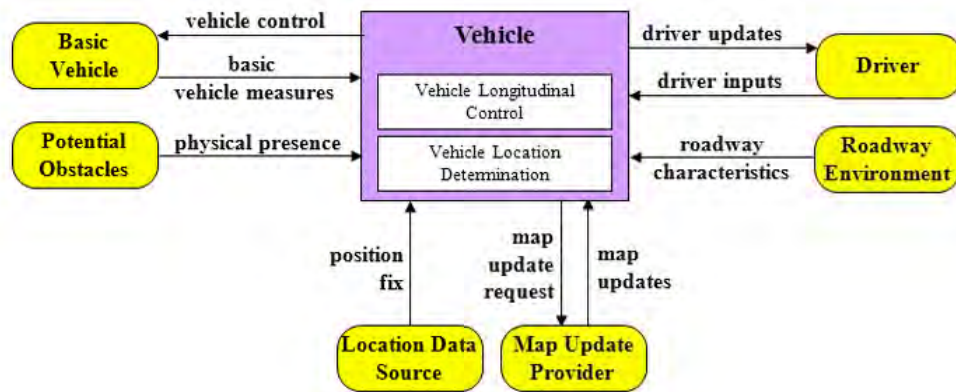 vehicle control
Basic
Vehicle
basic
vehicle measures
Potential
Obstacles
physical presence
Vehicle
Vehicle Longitudinal
Control
Vehicle Location
Determination
driver updates
Driver
driver inputs
roadway
characteristics
Roadway
Environment
position
fix
map
update
request
map
updates
Location Data
Source
Map Update
Provider